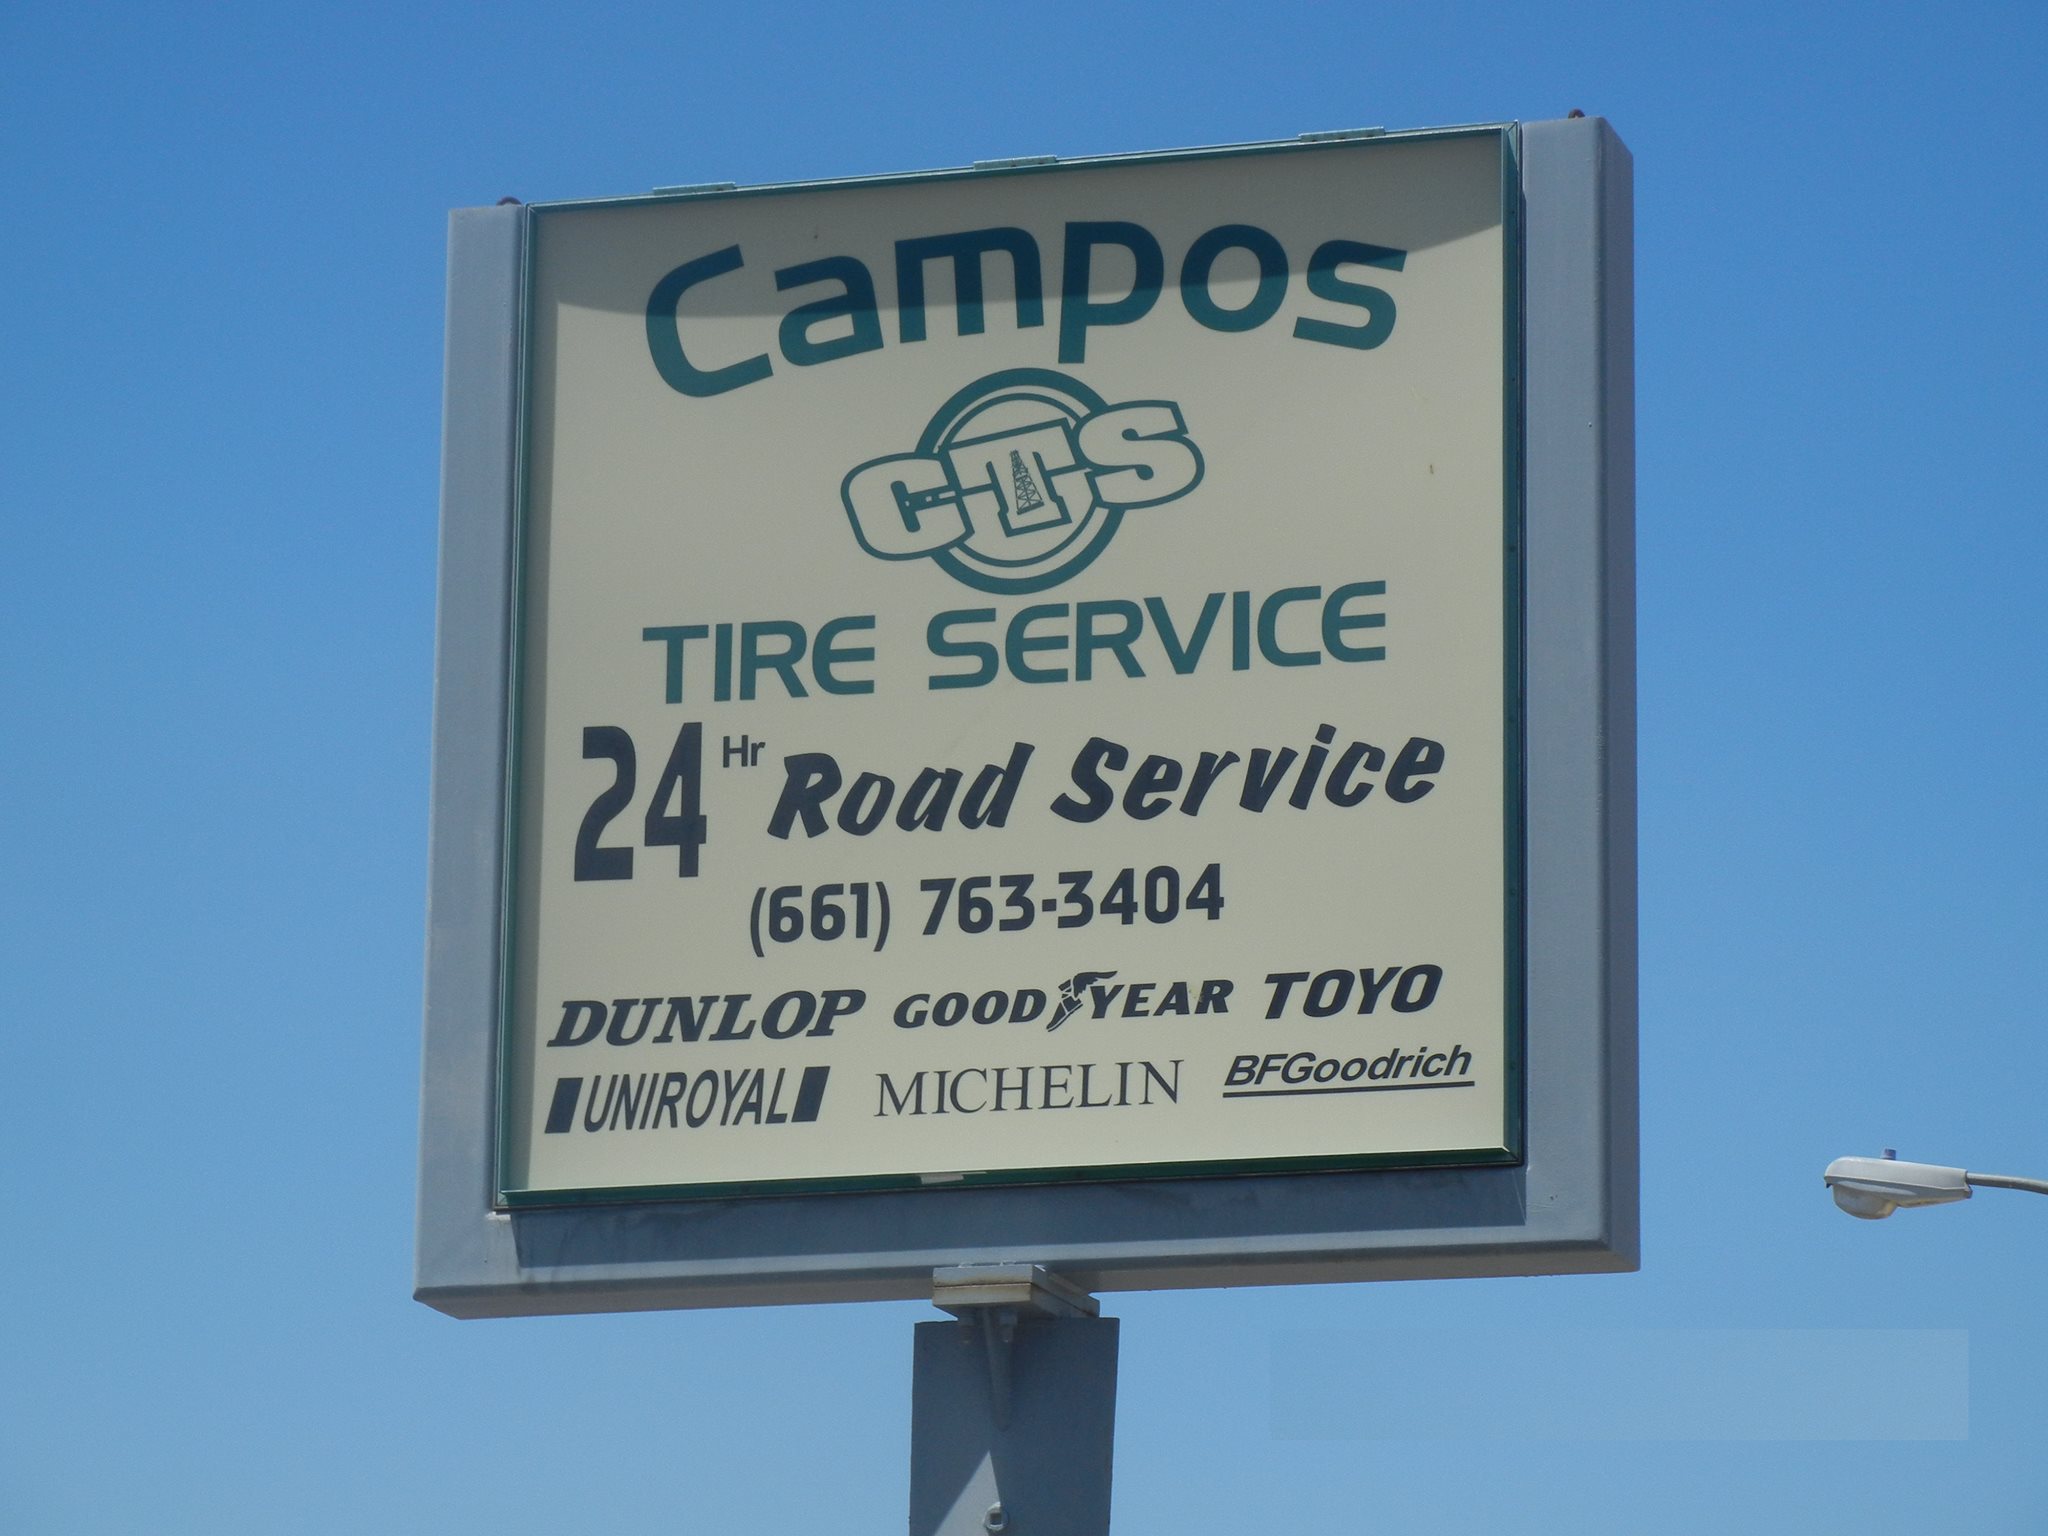 Campos
CTS
TIRE SERVICE
24 Hr Road Service
(661) 763-3404
DUNLOP GOODYEAR TOYO
UNIROYAL MICHELIN BFGoodrich